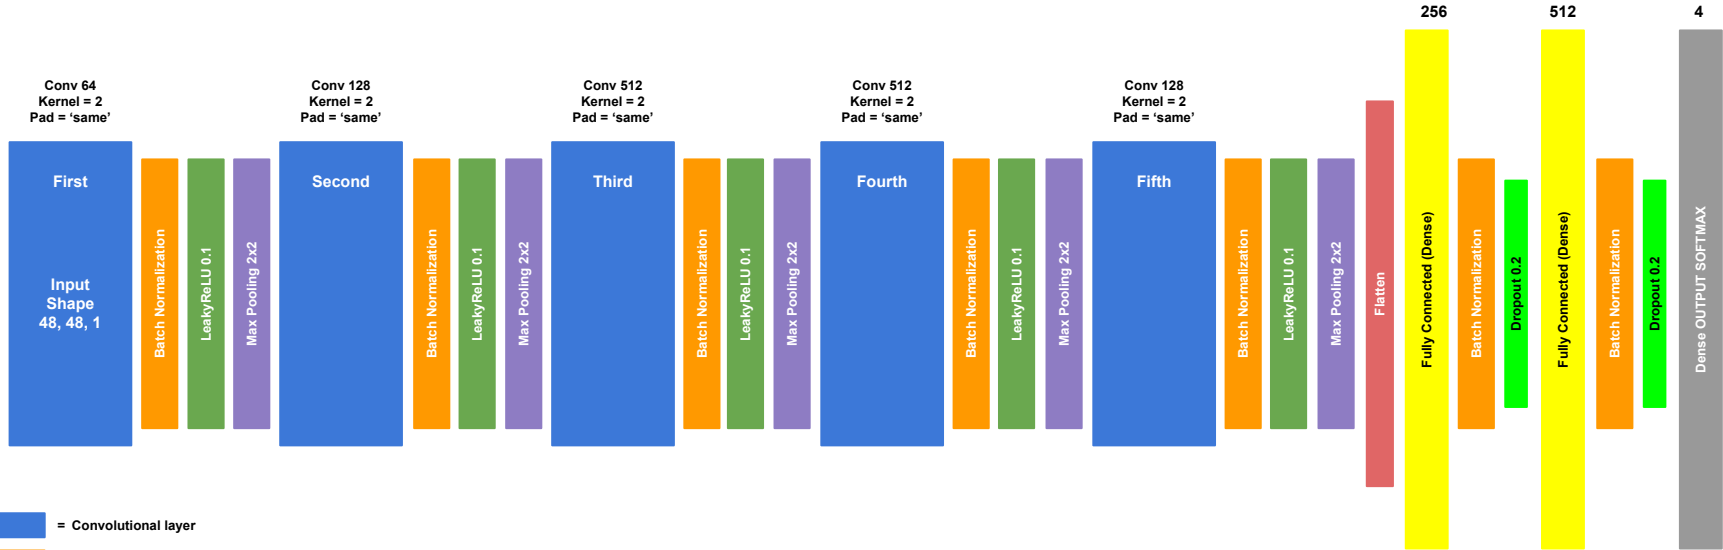 256
512
4
Conv 64
Kernel = 2
Pad = ‘same’
Conv 128
Kernel = 2
Pad = ‘same’
Conv 512
Kernel = 2
Pad = ‘same’
Conv 512
Kernel = 2
Pad = ‘same’
Conv 128
Kernel = 2
Pad = ‘same’
First
Input
Shape
48, 48, 1
Batch Normalization
LeakyReLU 0.1
Max Pooling 2x2
Second
Batch Normalization
LeakyReLU 0.1
Max Pooling 2x2
Third
Batch Normalization
LeakyReLU 0.1
Max Pooling 2x2
Fourth
Batch Normalization
LeakyReLU 0.1
Max Pooling 2x2
Fifth
Batch Normalization
LeakyReLU 0.1
Max Pooling 2x2
Flatten
Fully Connected (Dense)
Batch Normalization
Dropout 0.2
Fully Connected (Dense)
Batch Normalization
Dropout 0.2
Dense OUTPUT SOFTMAX
= Convolutional layer